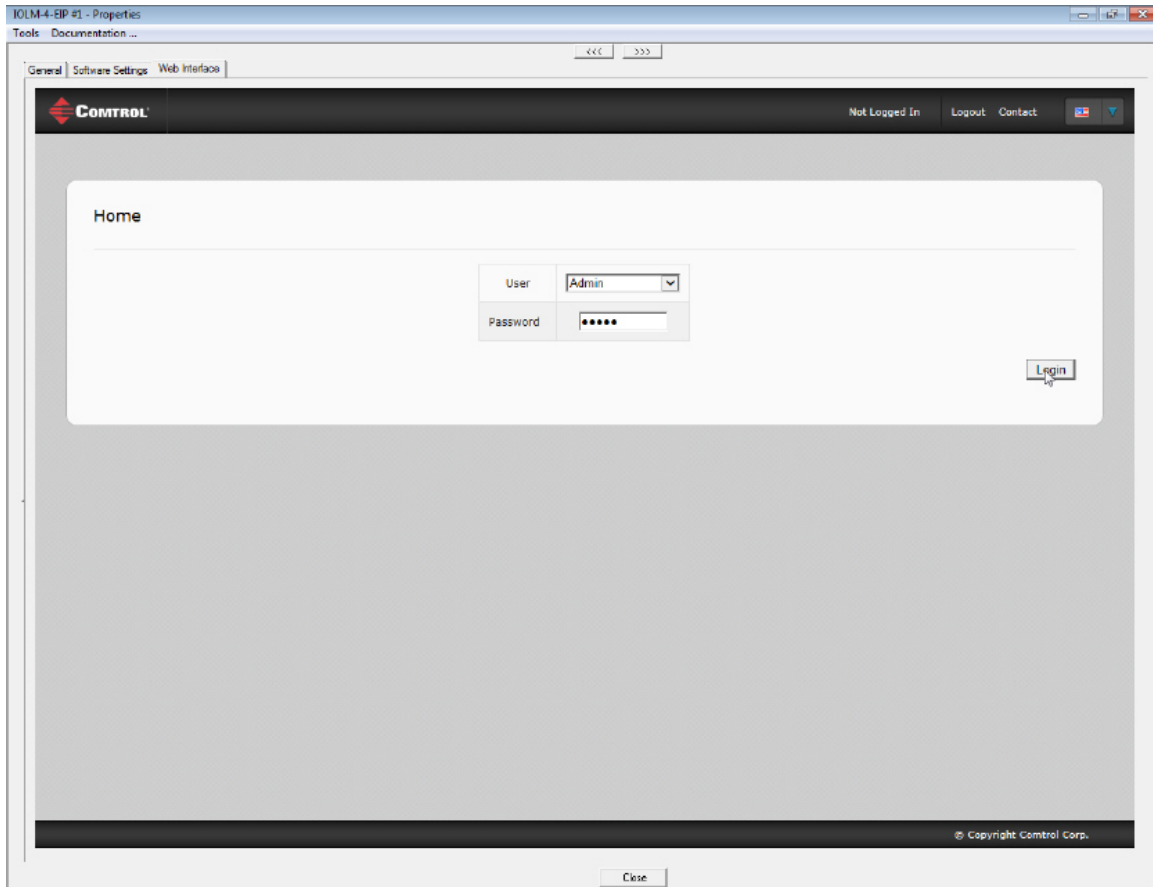 IOLM-4-EIP #1 - Properties
Tools Documentation ...
<<< >>>
General Software Settings Web Interface
COMTROL Not Logged In Logout Contact
Home
User Admin
Password •••••
Login
© Copyright Comtrol Corp.
Close